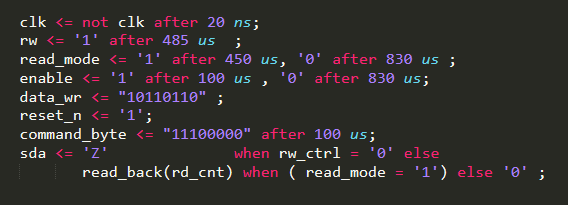 clk <= not clk after 20 ns;
rw <= '1' after 485 us  ;
read_mode <= '1' after 450 us, '0' after 830 us ;
enable <= '1' after 100 us , '0' after 830 us;
data_wr <= "10110110" ;
reset_n <= '1';
command_byte <= "11100000" after 100 us;
sda <= 'Z'            when rw_ctrl = '0' else
        read_back(rd_cnt) when ( read_mode = '1') else '0' ;